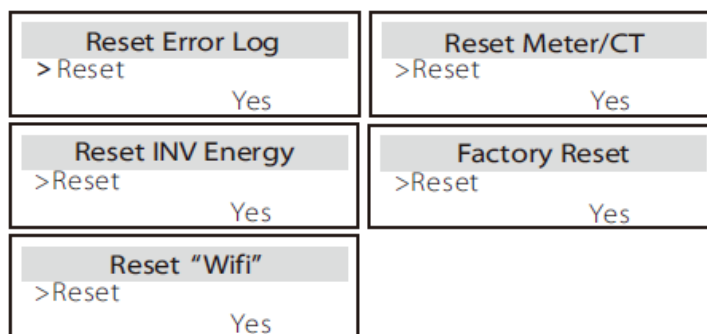 Reset Error Log
> Reset
Yes
Reset Meter/CT
>Reset
Yes
Reset INV Energy
>Reset
Yes
Factory Reset
>Reset
Yes
Reset “Wifi”
>Reset
Yes